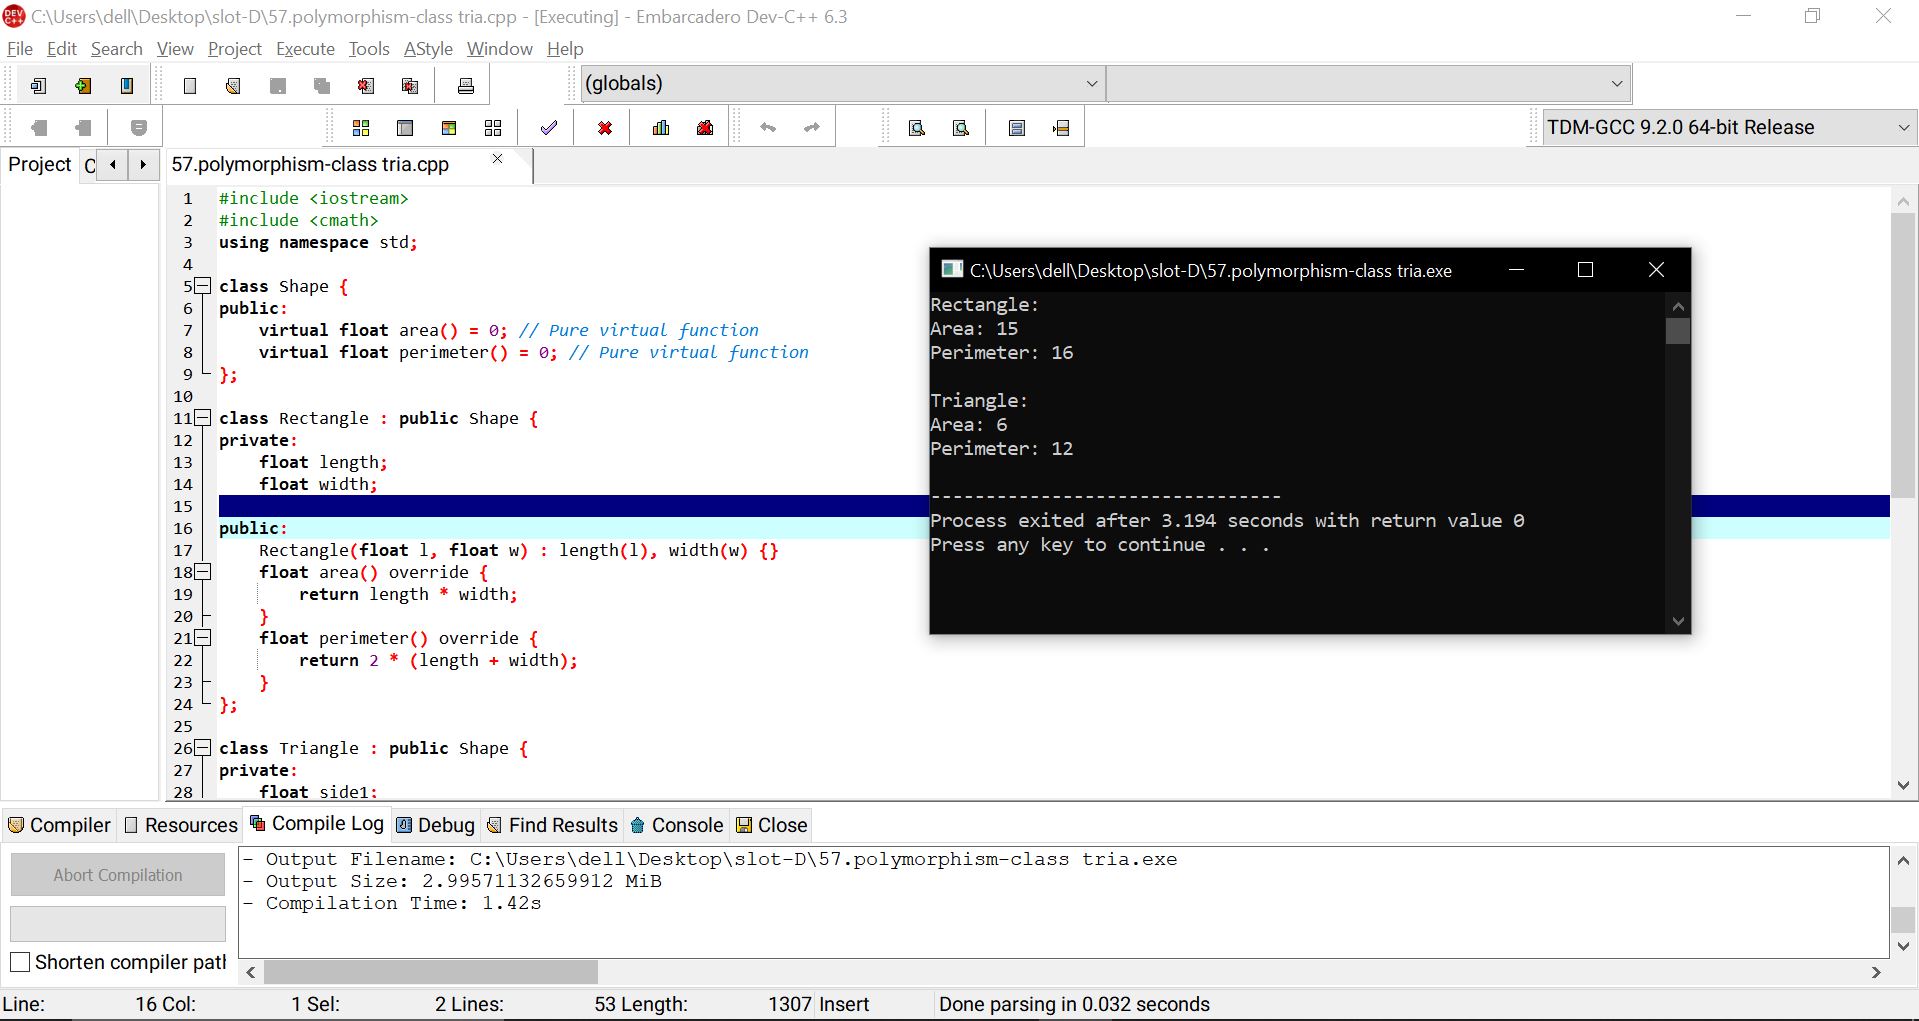 C:\Users\dell\Desktop\slot-D\57.polymorphism-class tria.cpp - [Executing] - Embarcadero Dev-C++ 6.3
File Edit Search View Project Execute Tools AStyle Window Help
(globals)
TDM-GCC 9.2.0 64-bit Release
Project C
57.polymorphism-class tria.cpp
1 #include <iostream>
2 #include <cmath>
3 using namespace std;
4
5 class Shape {
6 public:
7 virtual float area() = 0; // Pure virtual function
8 virtual float perimeter() = 0; // Pure virtual function
9 };
10
11 class Rectangle : public Shape {
12 private:
13 float length;
14 float width;
15
16 public:
17 Rectangle(float l, float w) : length(l), width(w) {}
18 float area() override {
19 return length * width;
20 }
21 float perimeter() override {
22 return 2 * (length + width);
23 }
24 };
25
26 class Triangle : public Shape {
27 private:
28 float side1;
C:\Users\dell\Desktop\slot-D\57.polymorphism-class tria.exe
Rectangle:
Area: 15
Perimeter: 16
Triangle:
Area: 6
Perimeter: 12
--------------------------------
Process exited after 3.194 seconds with return value 0
Press any key to continue . . .
Compiler Resources Compile Log Debug Find Results Console Close
Abort Compilation
Shorten compiler path
- Output Filename: C:\Users\dell\Desktop\slot-D\57.polymorphism-class tria.exe
- Output Size: 2.99571132659912 MiB
- Compilation Time: 1.42s
Line: 16 Col: 1 Sel: 2 Lines: 53 Length: 1307 Insert Done parsing in 0.032 seconds